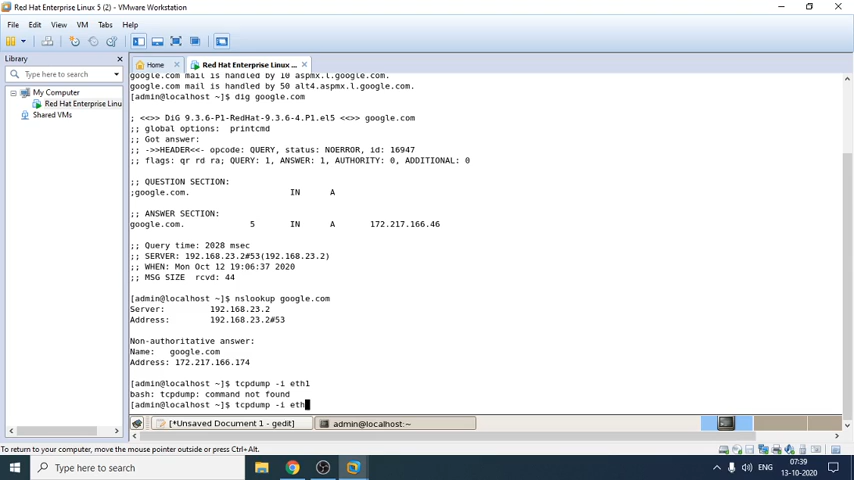 Red Hat Enterprise Linux 5 (2) - VMware Workstation
File Edit View VM Tabs Help
Library
Home
Red Hat Enterprise Linux ...
Type here to search
My Computer
Red Hat Enterprise Linu
Shared VMs
google.com mail is handled by 10 aspmx.l.google.com.
google.com mail is handled by 50 alt4.aspmx.l.google.com.
[admin@localhost ~]$ dig google.com
; <<>> DiG 9.3.6-P1-RedHat-9.3.6-4.P1.el5 <<>> google.com
;; global options:  printcmd
;; Got answer:
;; ->>HEADER<<- opcode: QUERY, status: NOERROR, id: 16947
;; flags: qr rd ra; QUERY: 1, ANSWER: 1, AUTHORITY: 0, ADDITIONAL: 0
;; QUESTION SECTION:
;google.com. IN A
;; ANSWER SECTION:
google.com. 5 IN A 172.217.166.46
;; Query time: 2028 msec
;; SERVER: 192.168.23.2#53(192.168.23.2)
;; WHEN: Mon Oct 12 19:06:37 2020
;; MSG SIZE  rcvd: 44
[admin@localhost ~]$ nslookup google.com
Server: 192.168.23.2
Address: 192.168.23.2#53
Non-authoritative answer:
Name: google.com
Address: 172.217.166.174
[admin@localhost ~]$ tcpdump -i eth1
bash: tcpdump: command not found
[admin@localhost ~]$ tcpdump -i eth
[*Unsaved Document 1 - gedit]
admin@localhost:~
To return to your computer, move the mouse pointer outside or press Ctrl+Alt.
Type here to search
ENG
07:39
13-10-2020